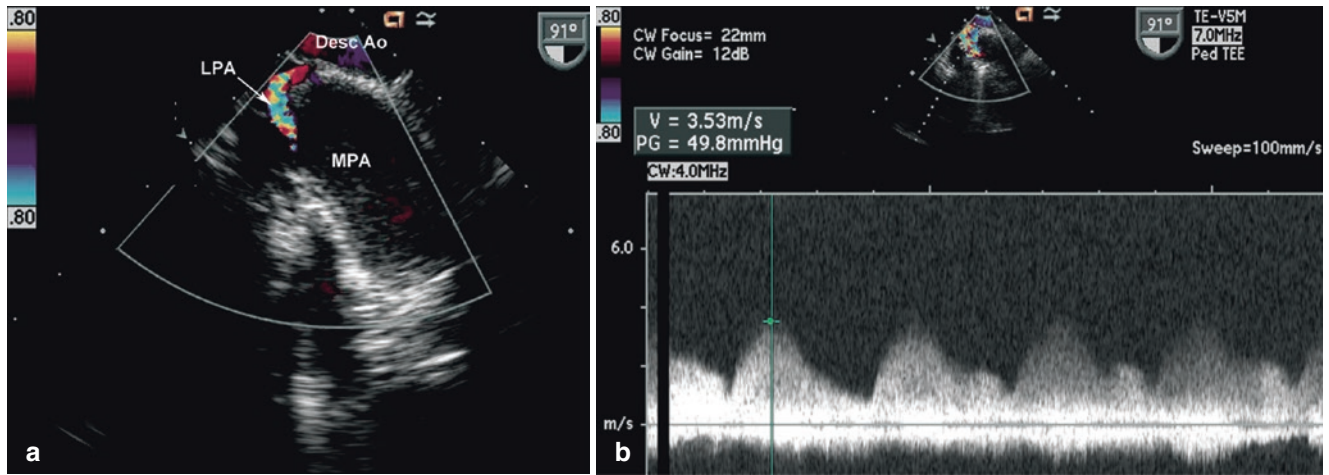 .80
.80
91°
Desc Ao
LPA
MPA
a
.80
.80
CW Focus= 22mm
CW Gain= 12dB
91°
TE-V5M
7.0MHz
Ped TEE
V = 3.53m/s
PG = 49.8mmHg
Sweep=100mm/s
CW:4.0MHz
6.0
m/s
b